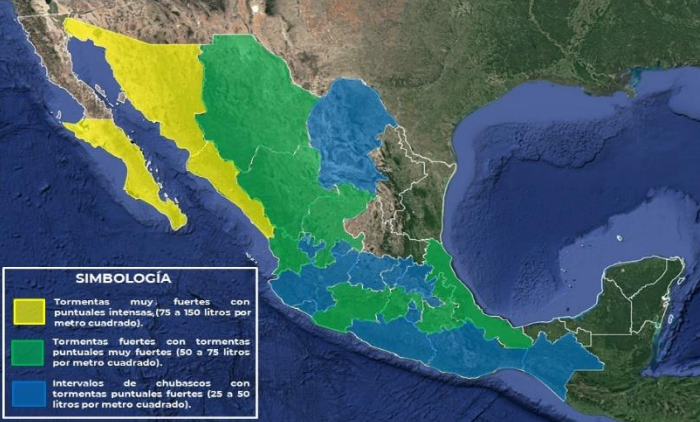 SIMBOLOGÍA
Tormentas muy fuertes con
puntuales intensas (75 a 150 litros por
metro cuadrado).
Tormentas fuertes con tormentas
puntuales muy fuertes (50 a 75 litros
por metro cuadrado).
Intervalos de chubascos con
tormentas puntuales fuertes (25 a 50
litros por metro cuadrado).